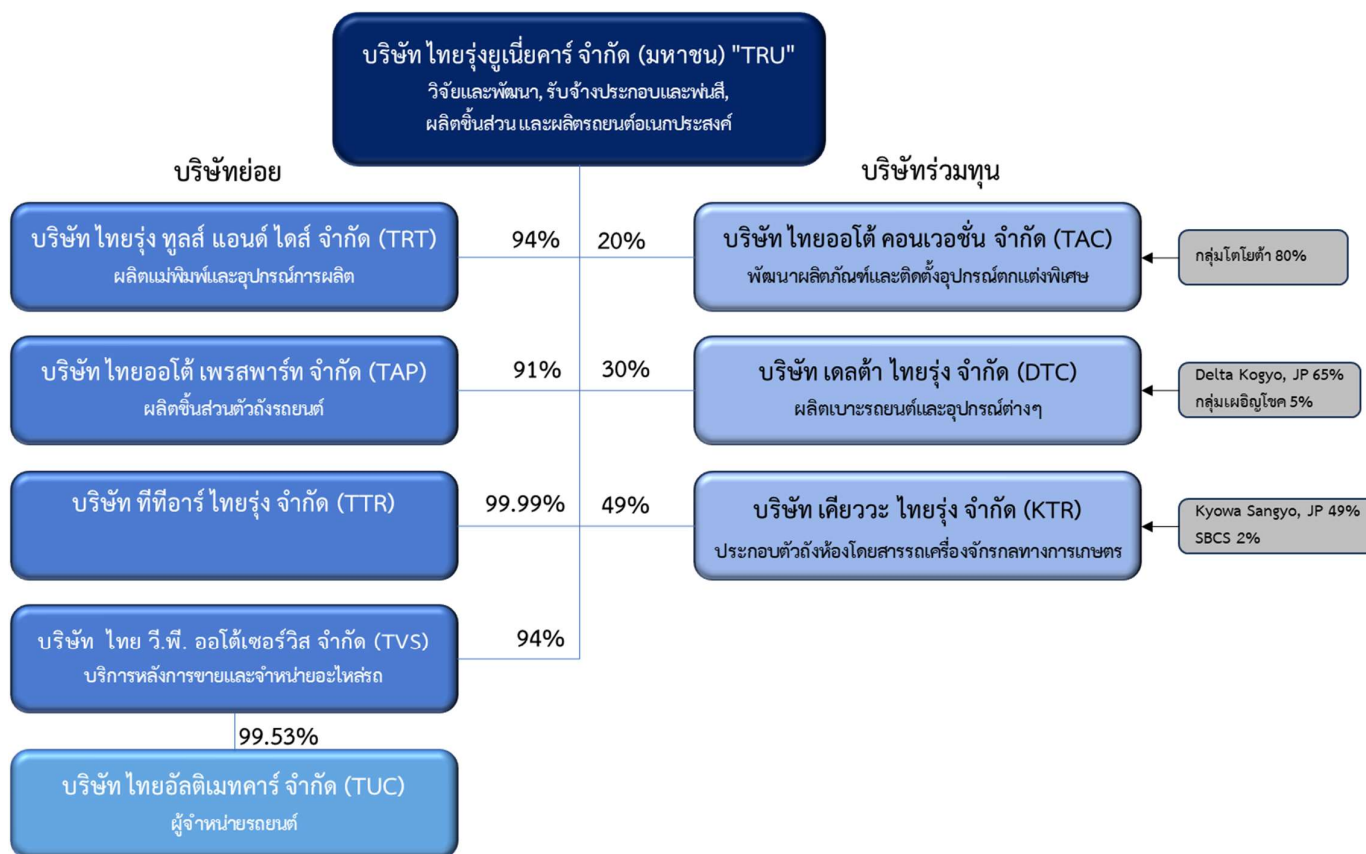 บริษัท ไทยรุ่งยูเนี่ยคาร์ จำกัด (มหาชน) "TRU"
วิจัยและพัฒนา, รับจ้างประกอบและพ่นสี,
ผลิตชิ้นส่วน และผลิตรถยนต์อเนกประสงค์
บริษัทย่อย
บริษัทร่วมทุน
บริษัท ไทยรุ่ง ทูลส์ แอนด์ ไดส์ จำกัด (TRT)
ผลิตแม่พิมพ์และอุปกรณ์การผลิต
94%
20%
บริษัท ไทยออโต้ คอนเวอชั่น จำกัด (TAC)
พัฒนาผลิตภัณฑ์และติดตั้งอุปกรณ์ตกแต่งพิเศษ
กลุ่มโตโยต้า 80%
บริษัท ไทยออโต้ เพรสพาร์ท จำกัด (TAP)
ผลิตชิ้นส่วนตัวถังรถยนต์
91%
30%
บริษัท เดลต้า ไทยรุ่ง จำกัด (DTC)
ผลิตเบาะรถยนต์และอุปกรณ์ต่างๆ
Delta Kogyo, JP 65%
กลุ่มเผอิญโชค 5%
บริษัท ทีทีอาร์ ไทยรุ่ง จำกัด (TTR)
99.99%
49%
บริษัท เคียววะ ไทยรุ่ง จำกัด (KTR)
ประกอบตัวถังห้องโดยสารรถเครื่องจักรกลทางการเกษตร
Kyowa Sangyo, JP 49%
SBCS 2%
บริษัท ไทย วี.พี. ออโต้เซอร์วิส จำกัด (TVS)
บริการหลังการขายและจำหน่ายอะไหล่รถ
94%
99.53%
บริษัท ไทยอัลติเมทคาร์ จำกัด (TUC)
ผู้จำหน่ายรถยนต์